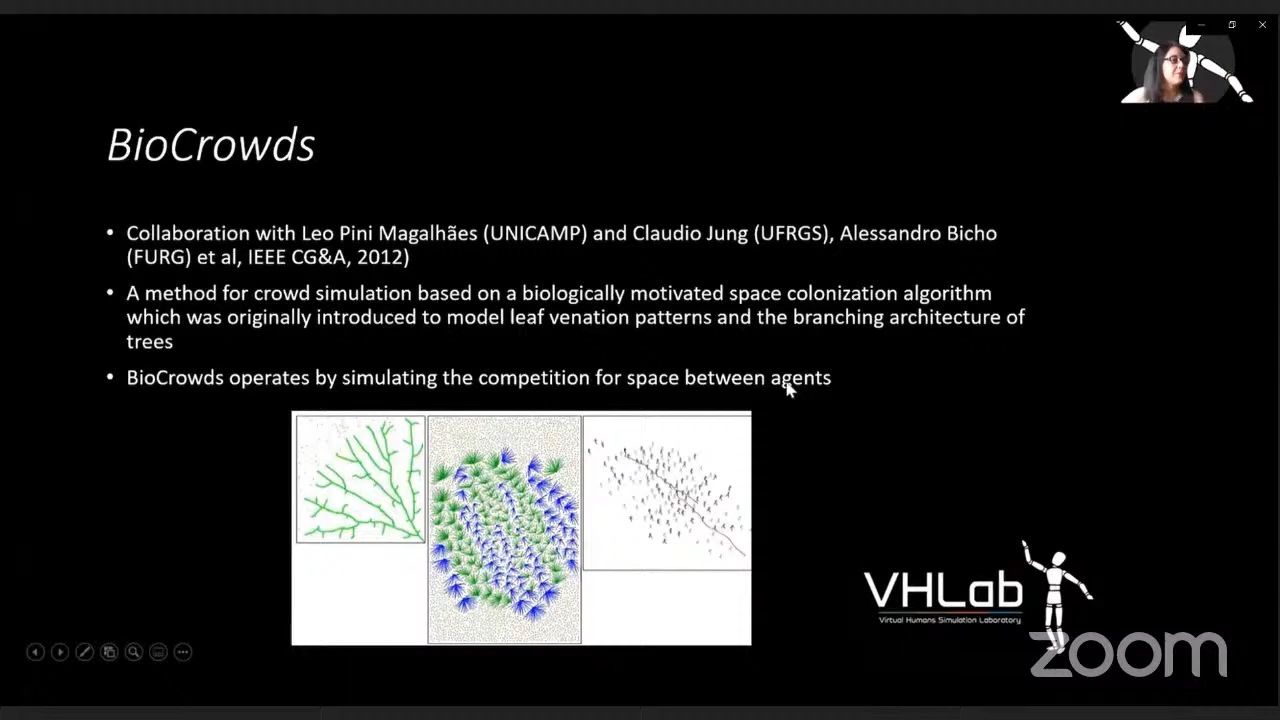 BioCrowds
• Collaboration with Leo Pini Magalhães (UNICAMP) and Claudio Jung (UFRGS), Alessandro Bicho
(FURG) et al, IEEE CG&A, 2012)
• A method for crowd simulation based on a biologically motivated space colonization algorithm
which was originally introduced to model leaf venation patterns and the branching architecture of
trees
• BioCrowds operates by simulating the competition for space between agents
VHLab
Virtual Humans Simulation Laboratory
zoom